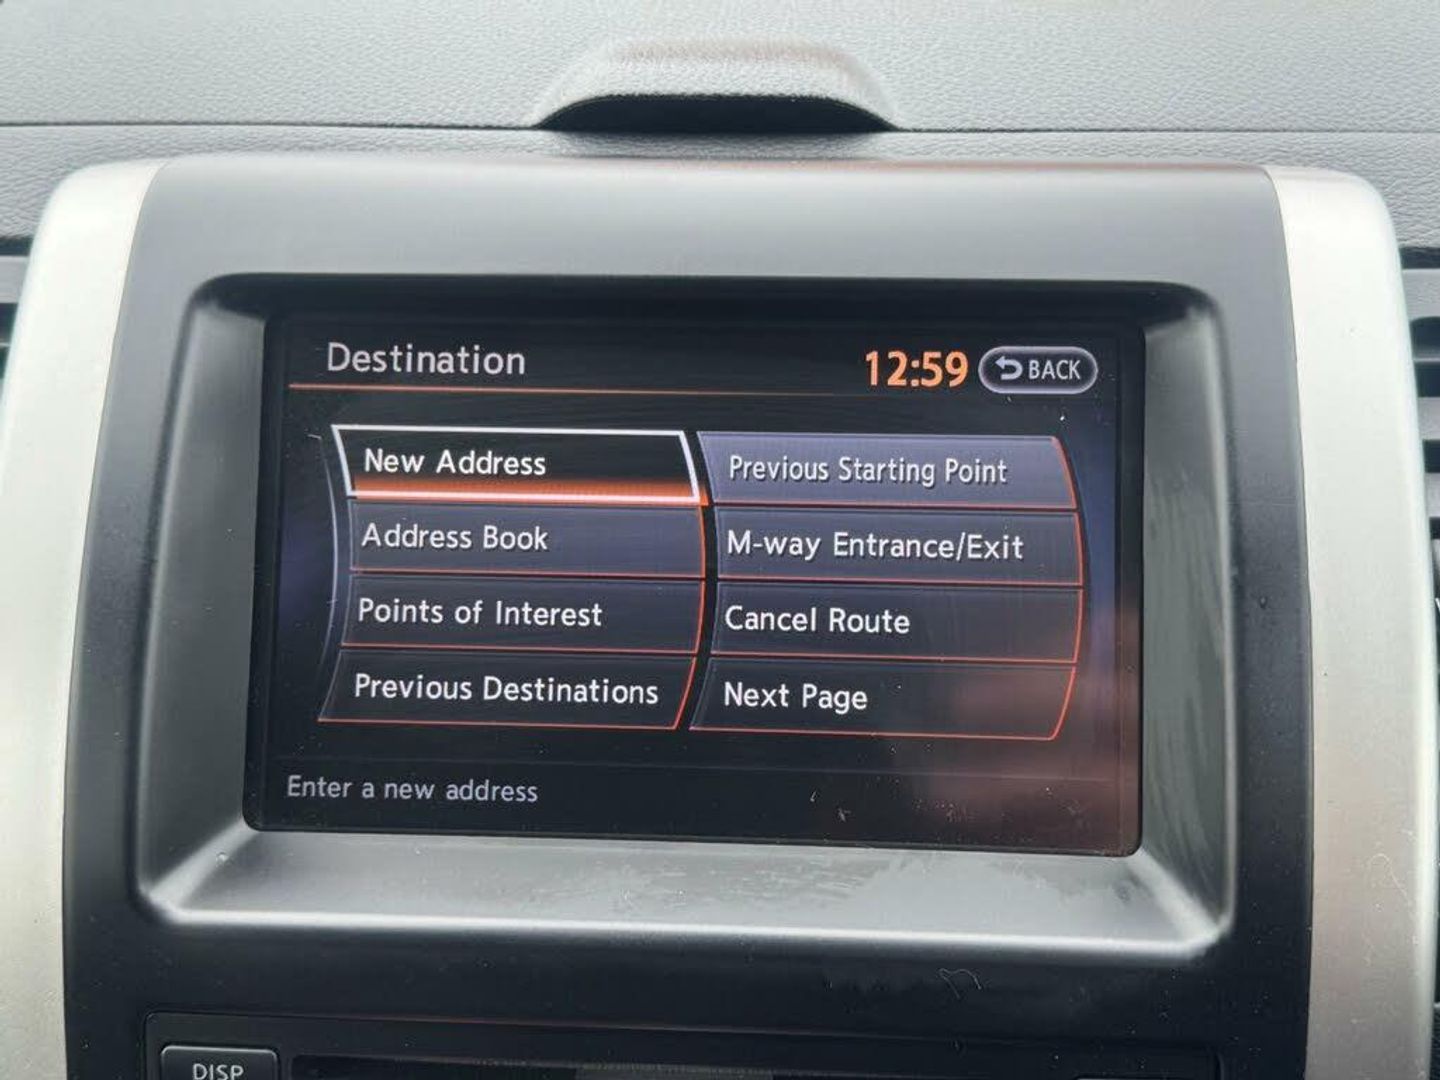 Destination
12:59
BACK
New Address
Previous Starting Point
Address Book
M-way Entrance/Exit
Points of Interest
Cancel Route
Previous Destinations
Next Page
Enter a new address
DISP